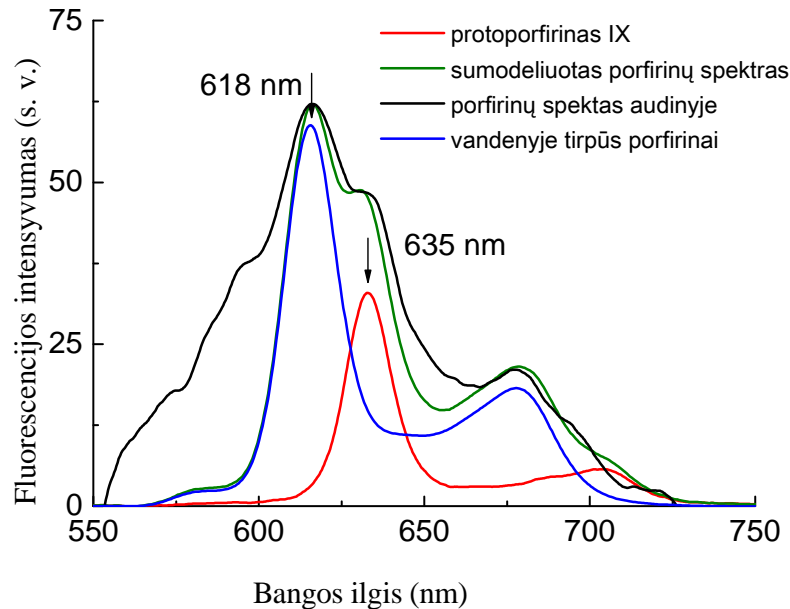 75
50
25
0
Fluorescencijos intensyvumas (s. v.)
618 nm
635 nm
protoporfirinas IX
sumodeliuotas porfirinų spektras
porfirinų spektas audinyje
vandenyje tirpūs porfirinai
550 600 650 700 750
Bangos ilgis (nm)